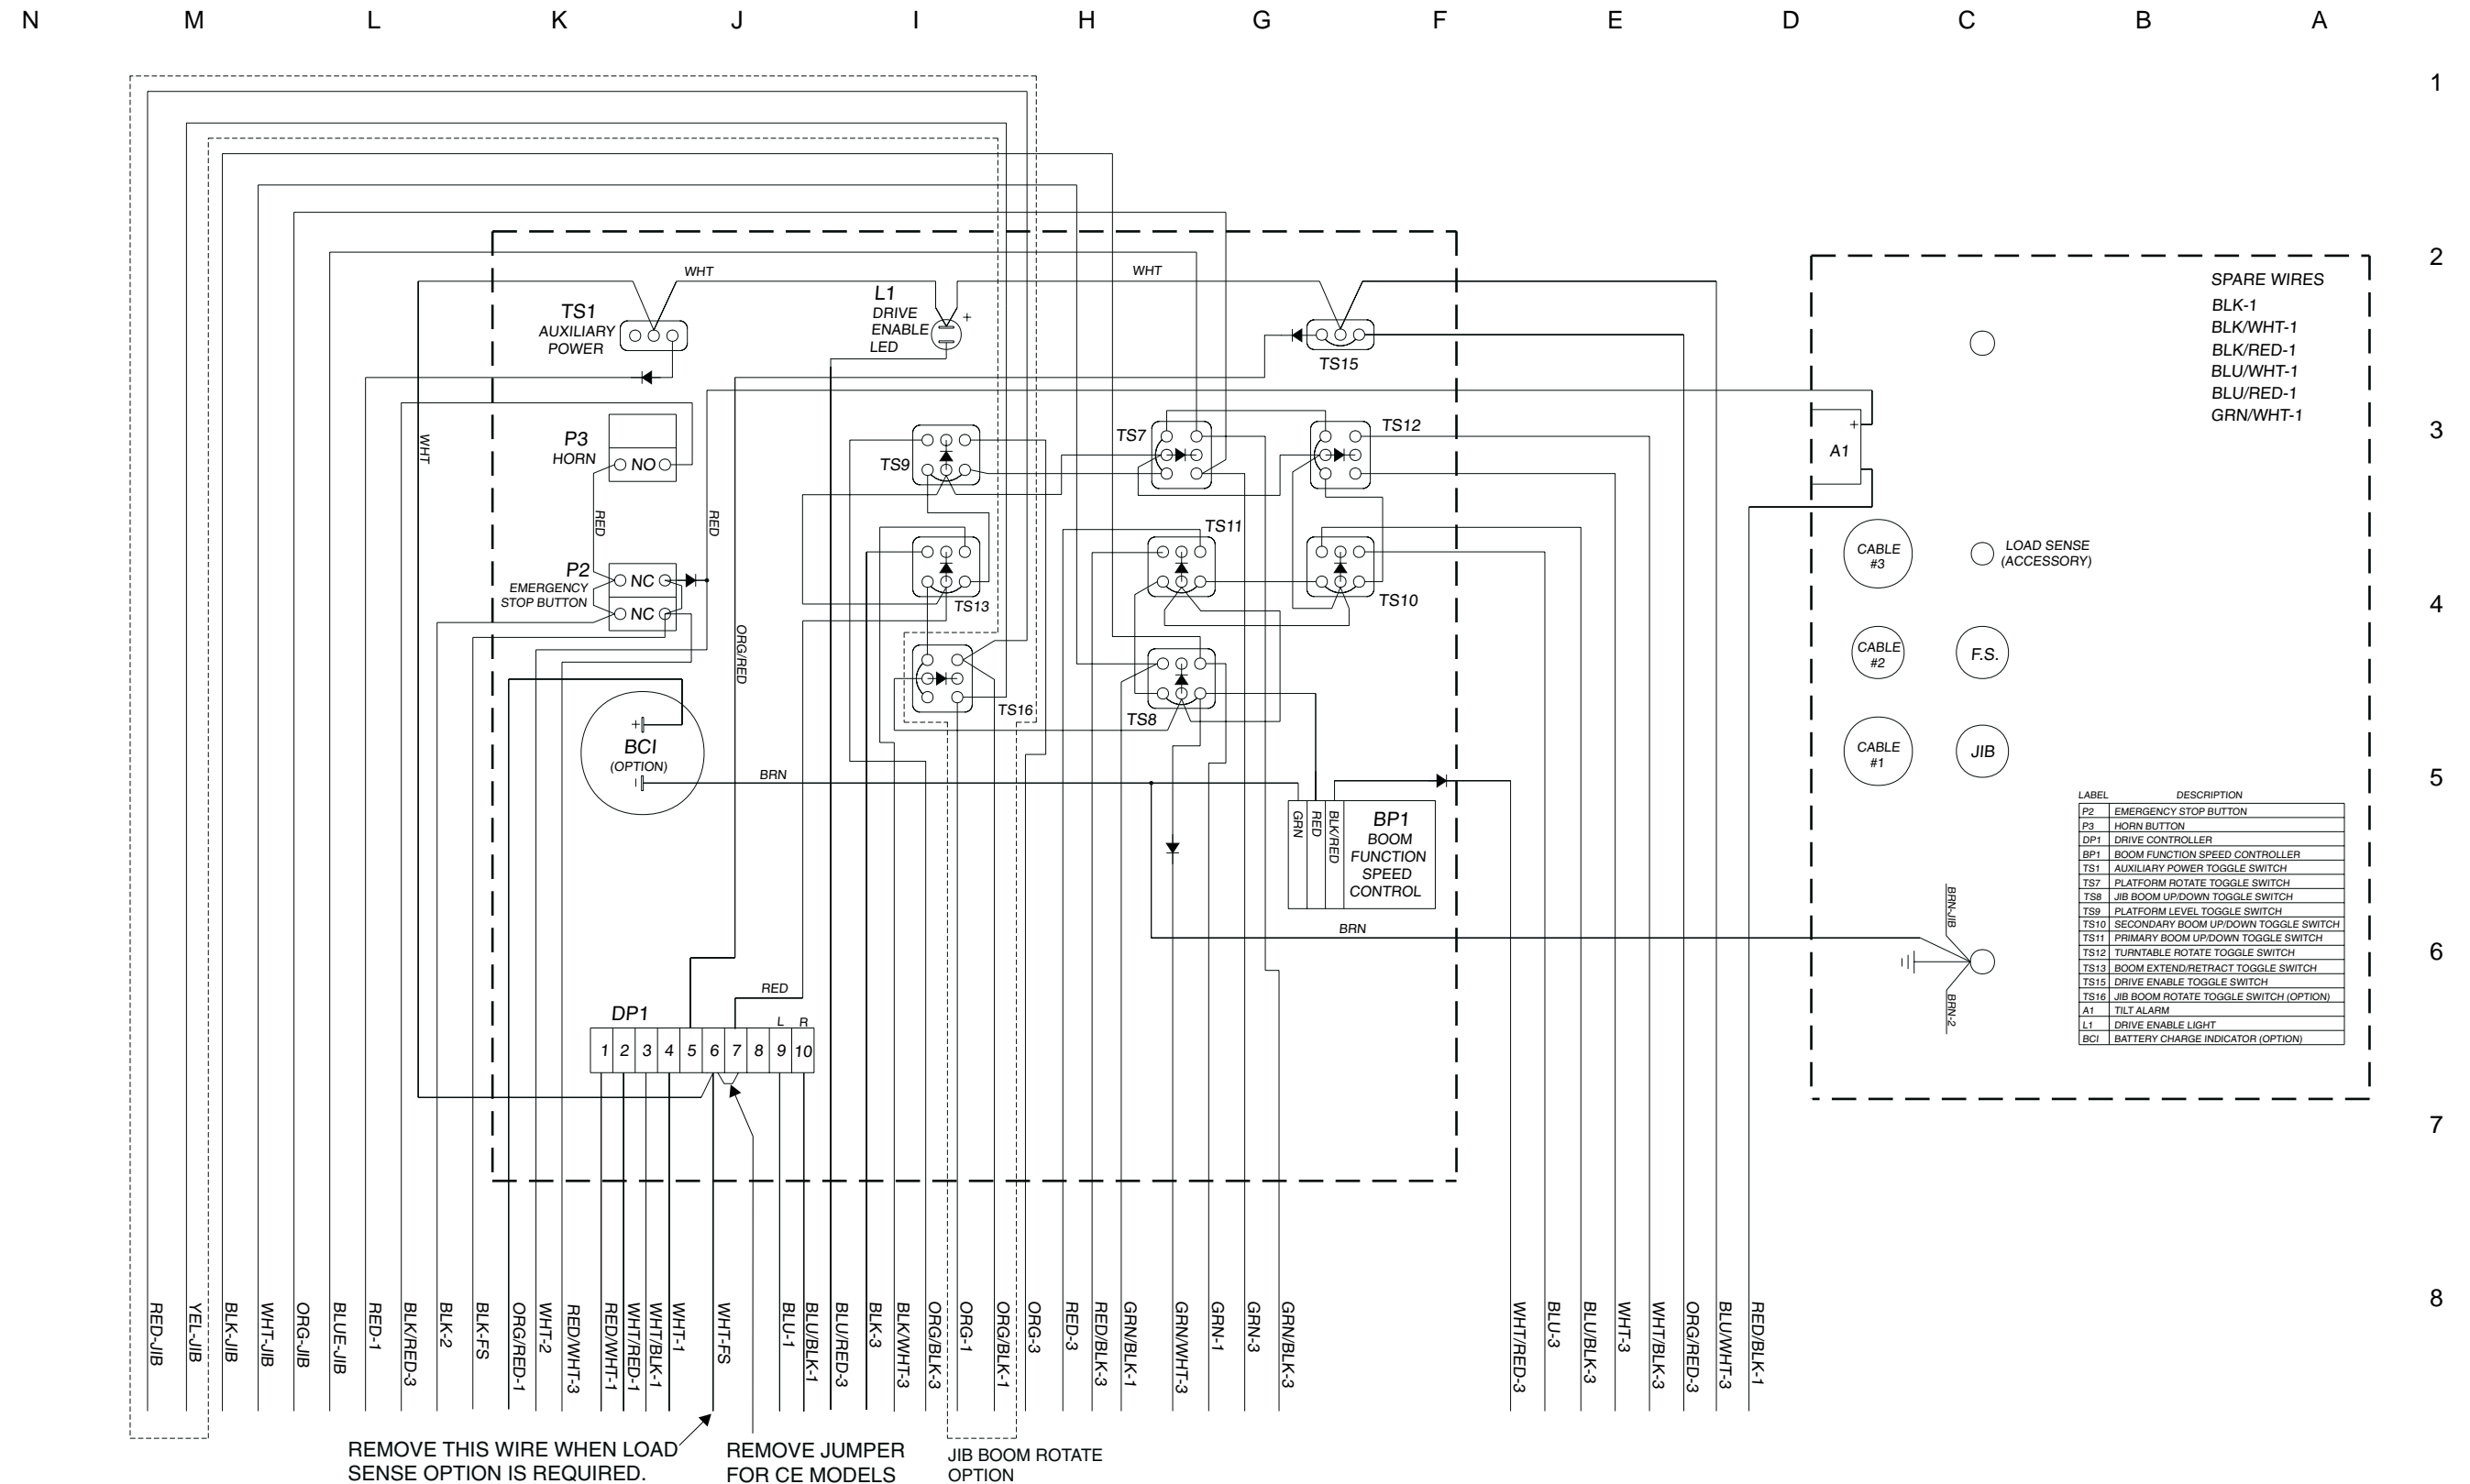 N M L K J I H G F E D C B A
1
2
3
4
5
6
7
8
WHT
WHT
TS1
AUXILIARY
POWER
L1
DRIVE
ENABLE
LED
+
TS15
P3
HORN
NO
WHT
RED
RED
P2
EMERGENCY
STOP BUTTON
NC
NC
ORG/RED
TS9
TS13
TS16
TS7
TS12
TS11
TS10
TS8
+
BCI
(OPTION)
BRN
GRN
RED
BLK/RED
BP1
BOOM
FUNCTION
SPEED
CONTROL
BRN
RED
DP1
L R
1 2 3 4 5 6 7 8 9 10
SPARE WIRES
BLK-1
BLK/WHT-1
BLK/RED-1
BLU/WHT-1
BLU/RED-1
GRN/WHT-1
+
A1
CABLE
#3
LOAD SENSE
(ACCESSORY)
CABLE
#2
F.S.
CABLE
#1
JIB
BRN-JIB
BRN-2
LABEL DESCRIPTION
P2 EMERGENCY STOP BUTTON
P3 HORN BUTTON
DP1 DRIVE CONTROLLER
BP1 BOOM FUNCTION SPEED CONTROLLER
TS1 AUXILIARY POWER TOGGLE SWITCH
TS7 PLATFORM ROTATE TOGGLE SWITCH
TS8 JIB BOOM UP/DOWN TOGGLE SWITCH
TS9 PLATFORM LEVEL TOGGLE SWITCH
TS10 SECONDARY BOOM UP/DOWN TOGGLE SWITCH
TS11 PRIMARY BOOM UP/DOWN TOGGLE SWITCH
TS12 TURNTABLE ROTATE TOGGLE SWITCH
TS13 BOOM EXTEND/RETRACT TOGGLE SWITCH
TS15 DRIVE ENABLE TOGGLE SWITCH
TS16 JIB BOOM ROTATE TOGGLE SWITCH (OPTION)
A1 TILT ALARM
L1 DRIVE ENABLE LIGHT
BCI BATTERY CHARGE INDICATOR (OPTION)
RED-JIB
YEL-JIB
BLK-JIB
WHT-JIB
ORG-JIB
BLUE-JIB
RED-1
BLK/RED-3
BLK-2
BLK-FS
ORG/RED-1
WHT-2
RED/WHT-3
RED/WHT-1
WHT/RED-1
WHT/BLK-1
WHT-1
WHT-FS
BLU-1
BLU/BLK-1
BLU/RED-3
BLK-3
BLK/WHT-3
ORG/BLK-3
ORG-1
ORG/BLK-1
ORG-3
RED-3
RED/BLK-3
GRN/BLK-1
GRN/WHT-3
GRN-1
GRN-3
GRN/BLK-3
WHT/RED-3
BLU-3
BLU/BLK-3
WHT-3
WHT/BLK-3
ORG/RED-3
BLU/WHT-3
RED/BLK-1
REMOVE THIS WIRE WHEN LOAD
SENSE OPTION IS REQUIRED.
REMOVE JUMPER
FOR CE MODELS
JIB BOOM ROTATE
OPTION